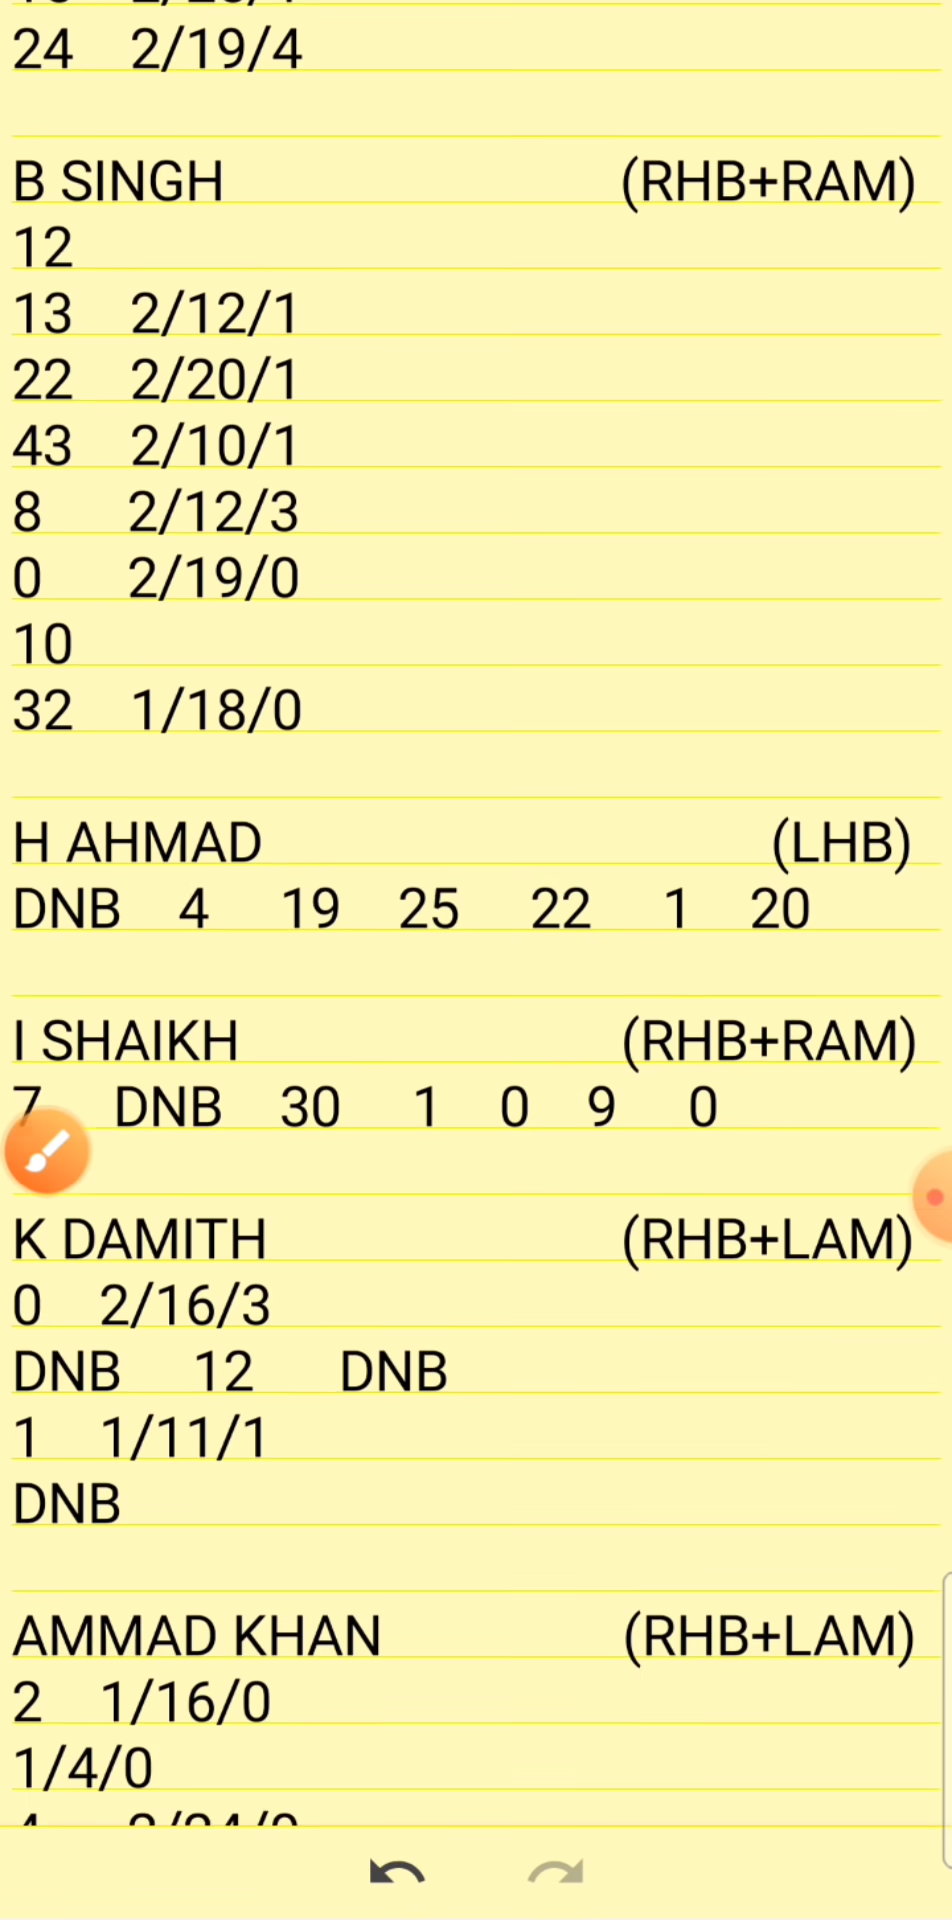 24 2/19/4
B SINGH (RHB+RAM)
12
13 2/12/1
22 2/20/1
43 2/10/1
8 2/12/3
0 2/19/0
10
32 1/18/0
H AHMAD (LHB)
DNB 4 19 25 22 1 20
I SHAIKH (RHB+RAM)
7 DNB 30 1 0 9 0
K DAMITH (RHB+LAM)
0 2/16/3
DNB 12 DNB
1 1/11/1
DNB
AMMAD KHAN (RHB+LAM)
2 1/16/0
1/4/0